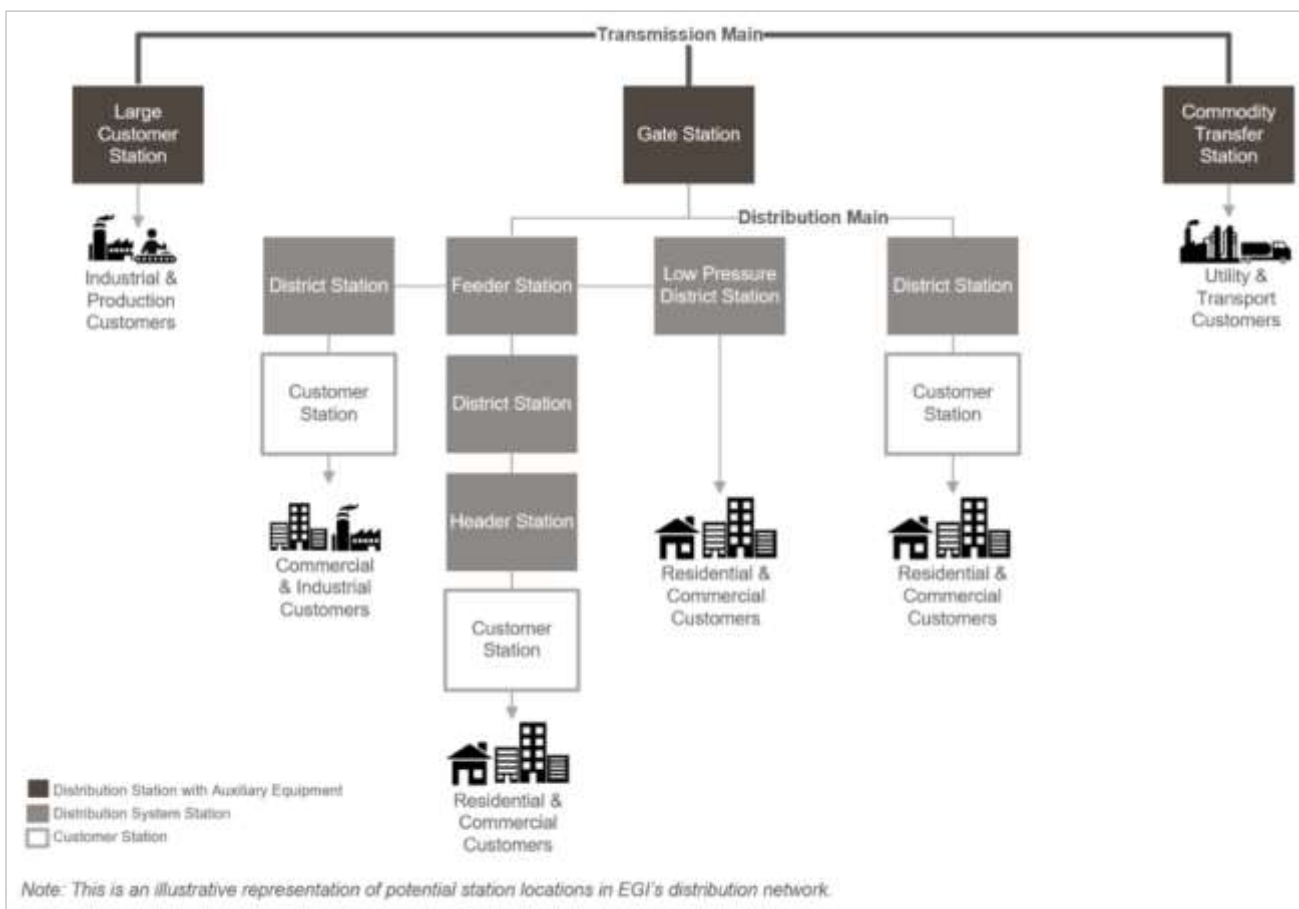 Transmission Main
Large
Customer
Station
Gate Station
Commodity
Transfer
Station
Industrial &
Production
Customers
Distribution Main
Utility &
Transport
Customers
District Station
Feeder Station
Low Pressure
District Station
District Station
Customer
Station
District Station
Customer
Station
Header Station
Commercial
& Industrial
Customers
Residential &
Commercial
Customers
Residential &
Commercial
Customers
Customer
Station
Residential &
Commercial
Customers
Distribution Station with Auxiliary Equipment
Distribution System Station
Customer Station
Note: This is an illustrative representation of potential station locations in EGI's distribution network.